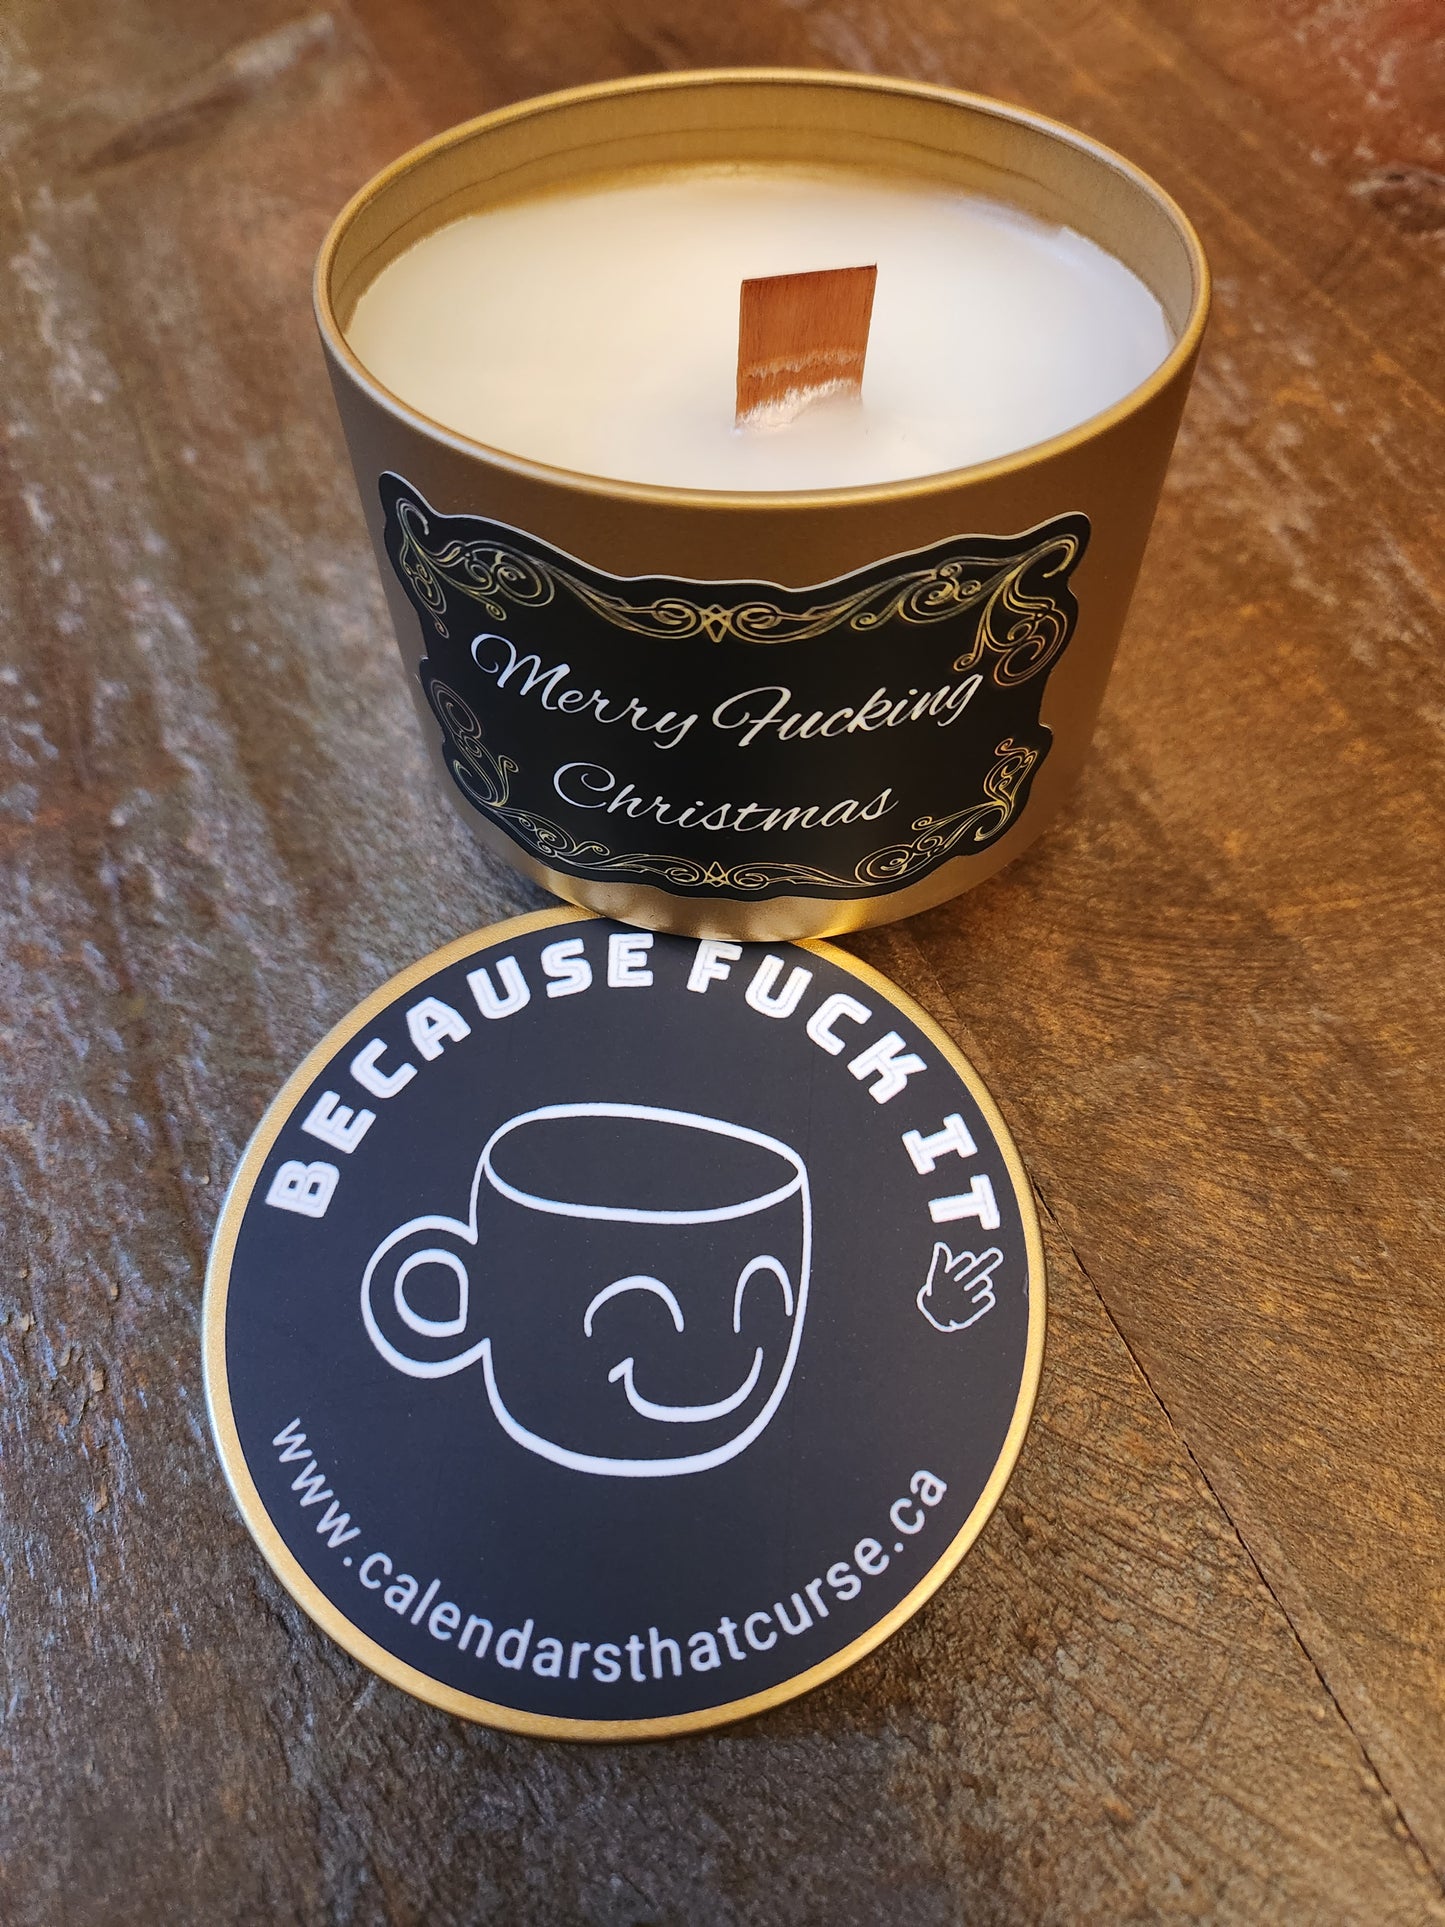 Merry Fucking
Christmas
BECAUSE FUCK IT
www.calendarsthatcurse.ca